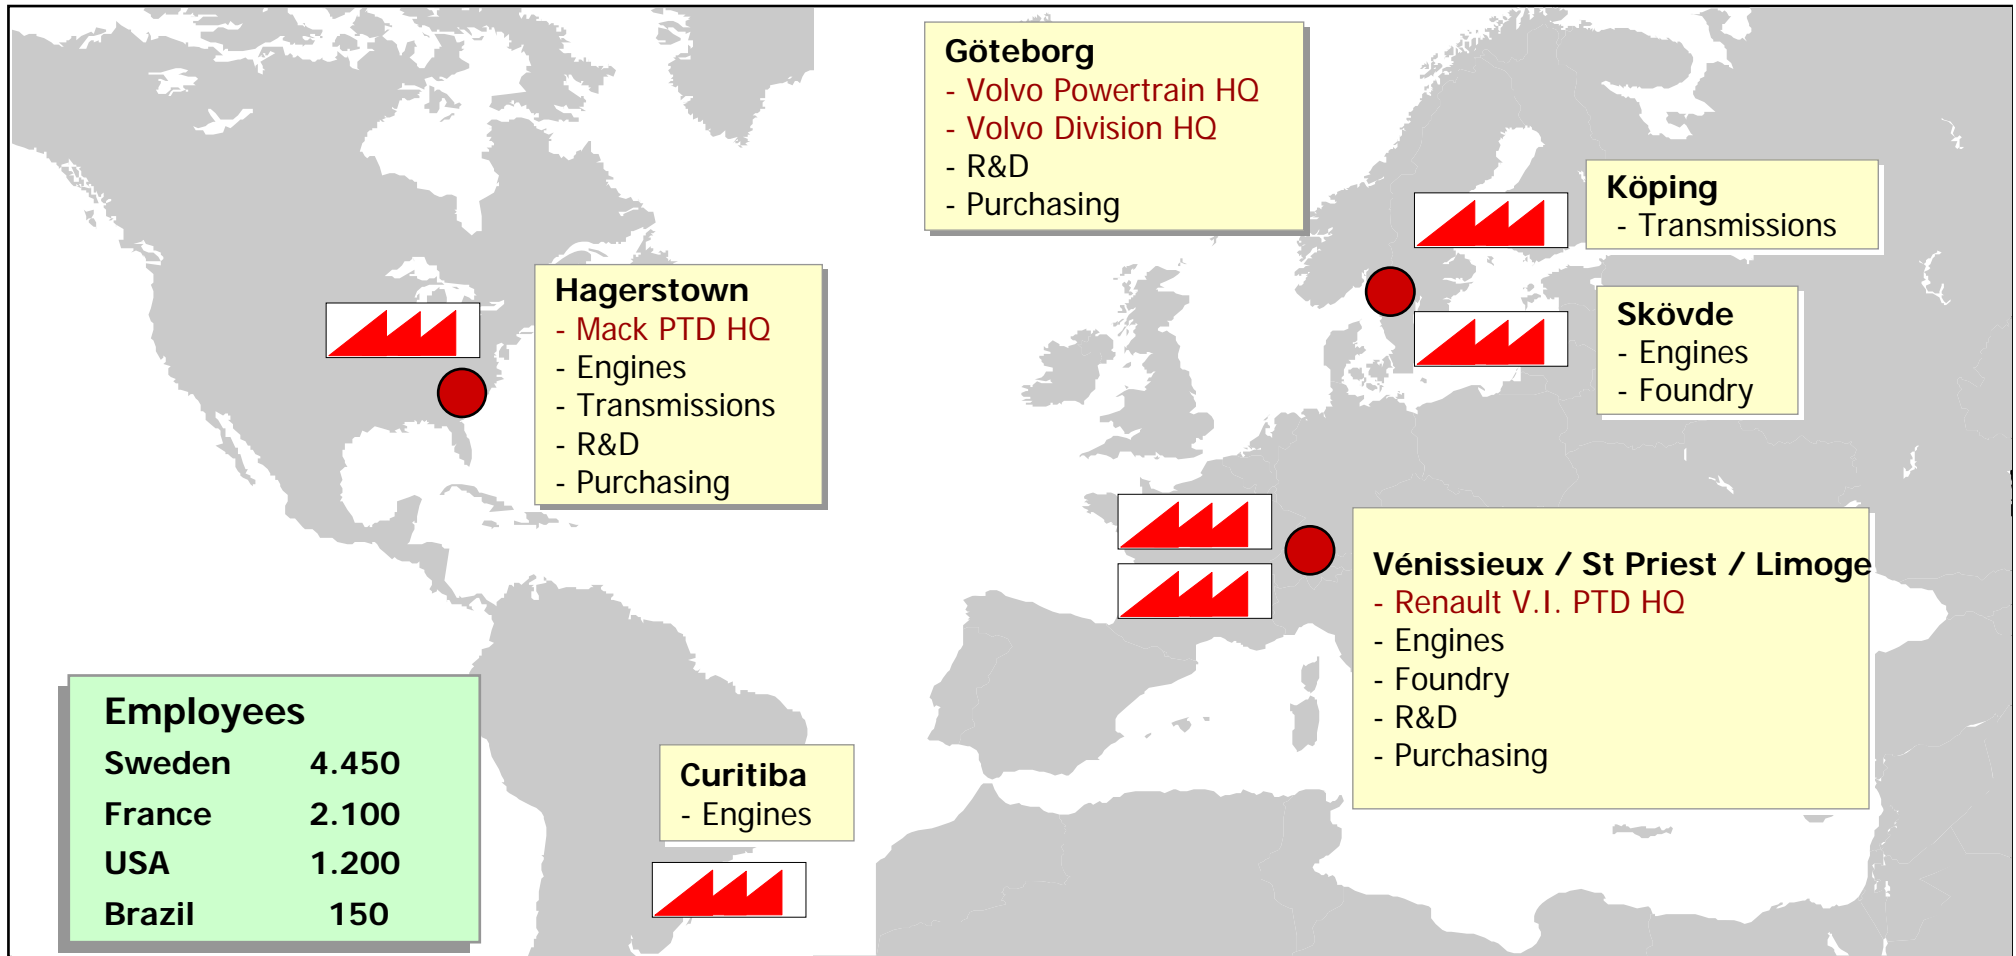 Göteborg
- Volvo Powertrain HQ
- Volvo Division HQ
- R&D
- Purchasing
Köping
- Transmissions
Skövde
- Engines
- Foundry
Hagerstown
- Mack PTD HQ
- Engines
- Transmissions
- R&D
- Purchasing
Vénissieux / St Priest / Limoge
- Renault V.I. PTD HQ
- Engines
- Foundry
- R&D
- Purchasing
Curitiba
- Engines
Employees
Sweden 4.450
France 2.100
USA 1.200
Brazil 150